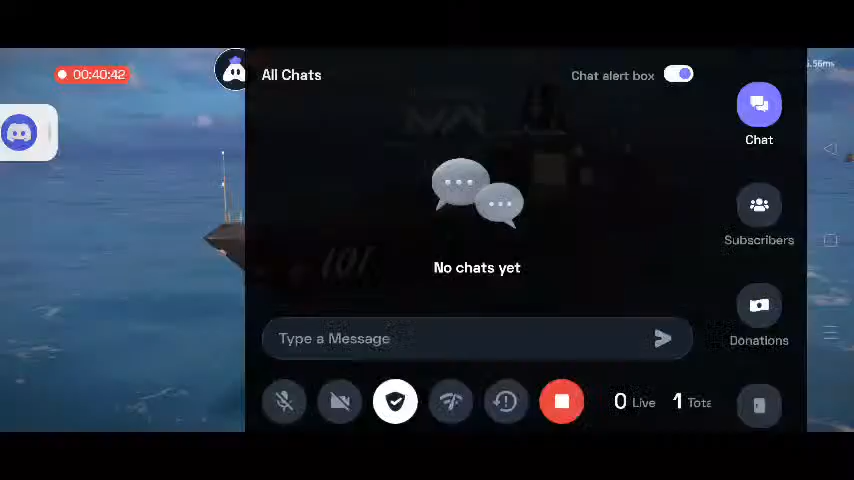 00:40:42
All Chats
Chat alert box
Chat
Subscribers
No chats yet
Type a Message
Donations
0 Live 1 Tota
101